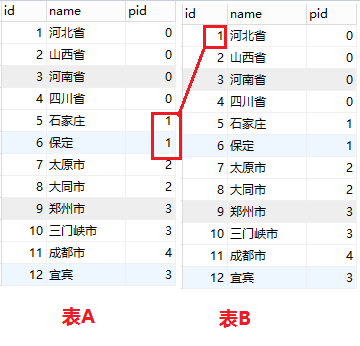 id name pid id name pid
1 河北省 0 1 河北省 0
2 山西省 0 2 山西省 0
3 河南省 0 3 河南省 0
4 四川省 0 4 四川省 0
5 石家庄 1 5 石家庄 1
6 保定 1 6 保定 1
7 太原市 2 7 太原市 2
8 大同市 2 8 大同市 2
9 郑州市 3 9 郑州市 3
10 三门峡市 3 10 三门峡市 3
11 成都市 4 11 成都市 4
12 宜宾 3 12 宜宾 3
表A 表B